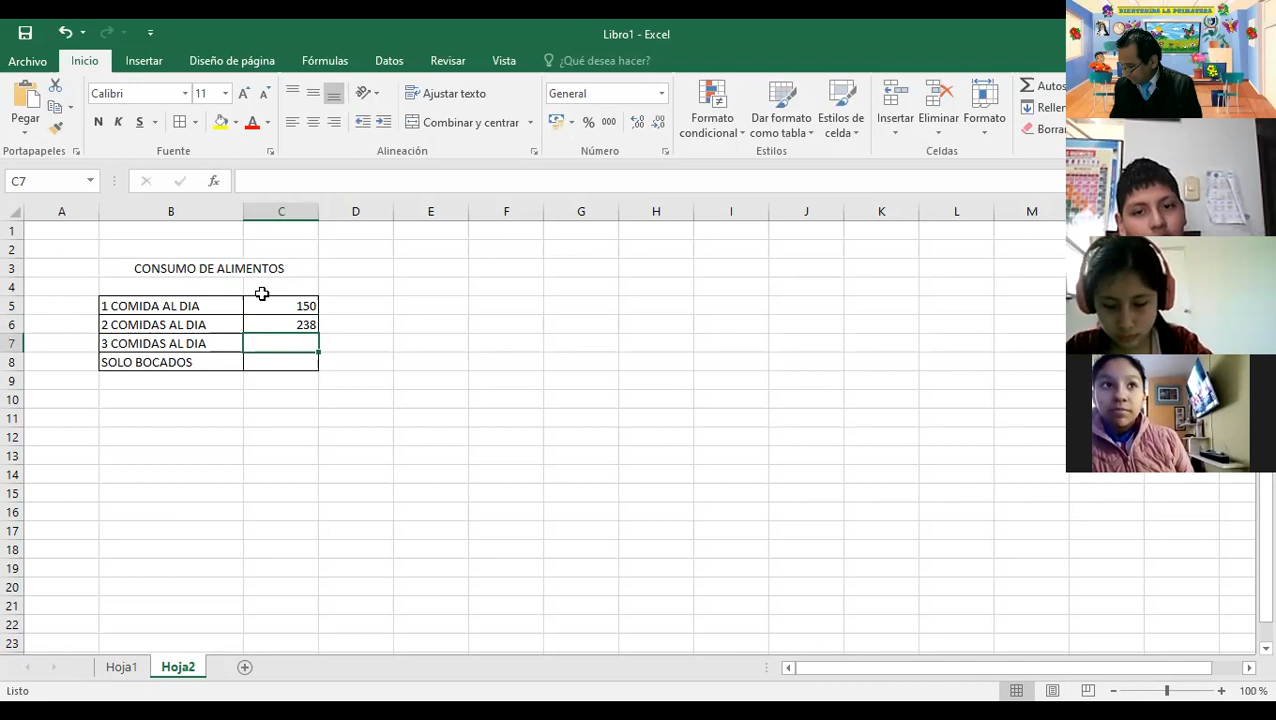 Libro1 - Excel
BIENVENIDA LA PRIMAVERA
Archivo Inicio Insertar Diseño de página Fórmulas Datos Revisar Vista ¿Qué desea hacer?
Pegar
Calibri 11
N K S
Ajustar texto
Combinar y centrar
General
% 000
Formato condicional
Dar formato como tabla
Estilos de celda
Insertar Eliminar Formato
Autos
Rellen
Borra
Portapapeles Fuente Alineación Número Estilos Celdas
C7 fx
A B C D E F G H I J K L M
1
2
3 CONSUMO DE ALIMENTOS
4
5 1 COMIDA AL DIA 150
6 2 COMIDAS AL DIA 238
7 3 COMIDAS AL DIA
8 SOLO BOCADOS
9
10
11
12
13
14
15
16
17
18
19
20
21
22
23
Hoja1 Hoja2
Listo 100 %